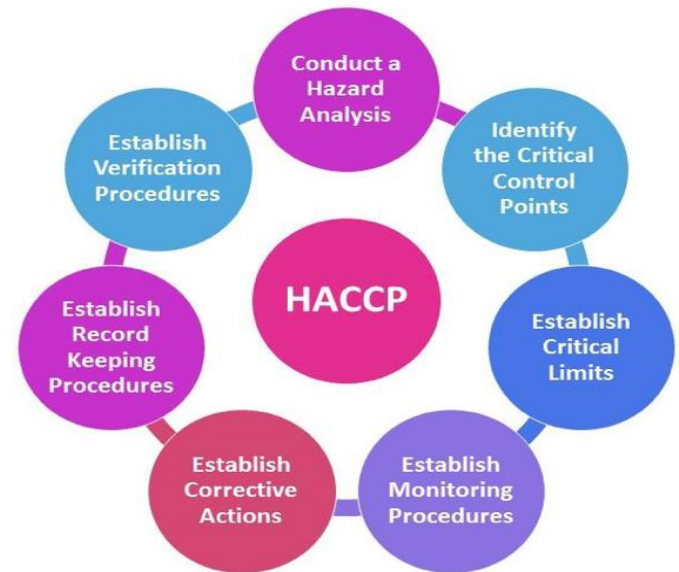 Conduct a
Hazard
Analysis
Identify
the Critical
Control
Points
Establish
Critical
Limits
Establish
Monitoring
Procedures
Establish
Corrective
Actions
Establish
Record
Keeping
Procedures
Establish
Verification
Procedures
HACCP